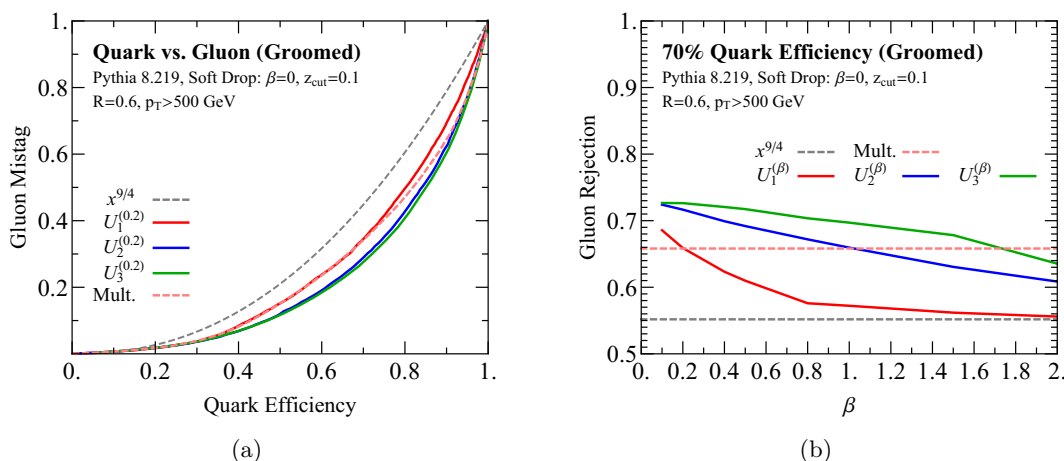 Quark vs. Gluon (Groomed)
Pythia 8.219, Soft Drop: β=0, z_cut=0.1
R=0.6, p_T>500 GeV
x^{9/4}
U_1^{(0.2)}
U_2^{(0.2)}
U_3^{(0.2)}
Mult.
Gluon Mistag
1.
0.8
0.6
0.4
0.2
0. 0.2 0.4 0.6 0.8 1.
Quark Efficiency
(a)
70% Quark Efficiency (Groomed)
Pythia 8.219, Soft Drop: β=0, z_cut=0.1
R=0.6, p_T>500 GeV
x^{9/4} Mult.
U_1^{(β)} U_2^{(β)} U_3^{(β)}
Gluon Rejection
1.
0.9
0.8
0.7
0.6
0.5
0. 0.2 0.4 0.6 0.8 1. 1.2 1.4 1.6 1.8 2.
β
(b)